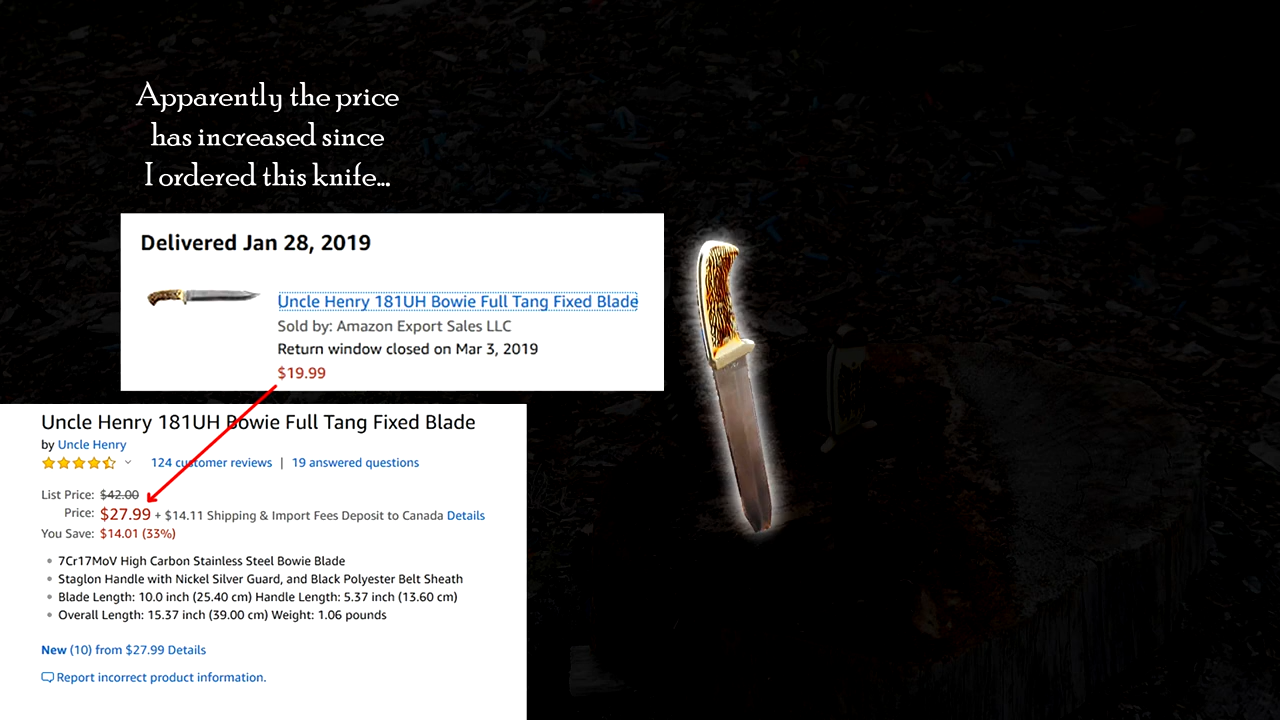 Apparently the price
has increased since
I ordered this knife...
Delivered Jan 28, 2019
Uncle Henry 181UH Bowie Full Tang Fixed Blade
Sold by: Amazon Export Sales LLC
Return window closed on Mar 3, 2019
$19.99
Uncle Henry 181UH Bowie Full Tang Fixed Blade
by Uncle Henry
124 customer reviews | 19 answered questions
List Price: $42.00
Price: $27.99 + $14.11 Shipping & Import Fees Deposit to Canada Details
You Save: $14.01 (33%)
7Cr17MoV High Carbon Stainless Steel Bowie Blade
Staglon Handle with Nickel Silver Guard, and Black Polyester Belt Sheath
Blade Length: 10.0 inch (25.40 cm) Handle Length: 5.37 inch (13.60 cm)
Overall Length: 15.37 inch (39.00 cm) Weight: 1.06 pounds
New (10) from $27.99 Details
Report incorrect product information.